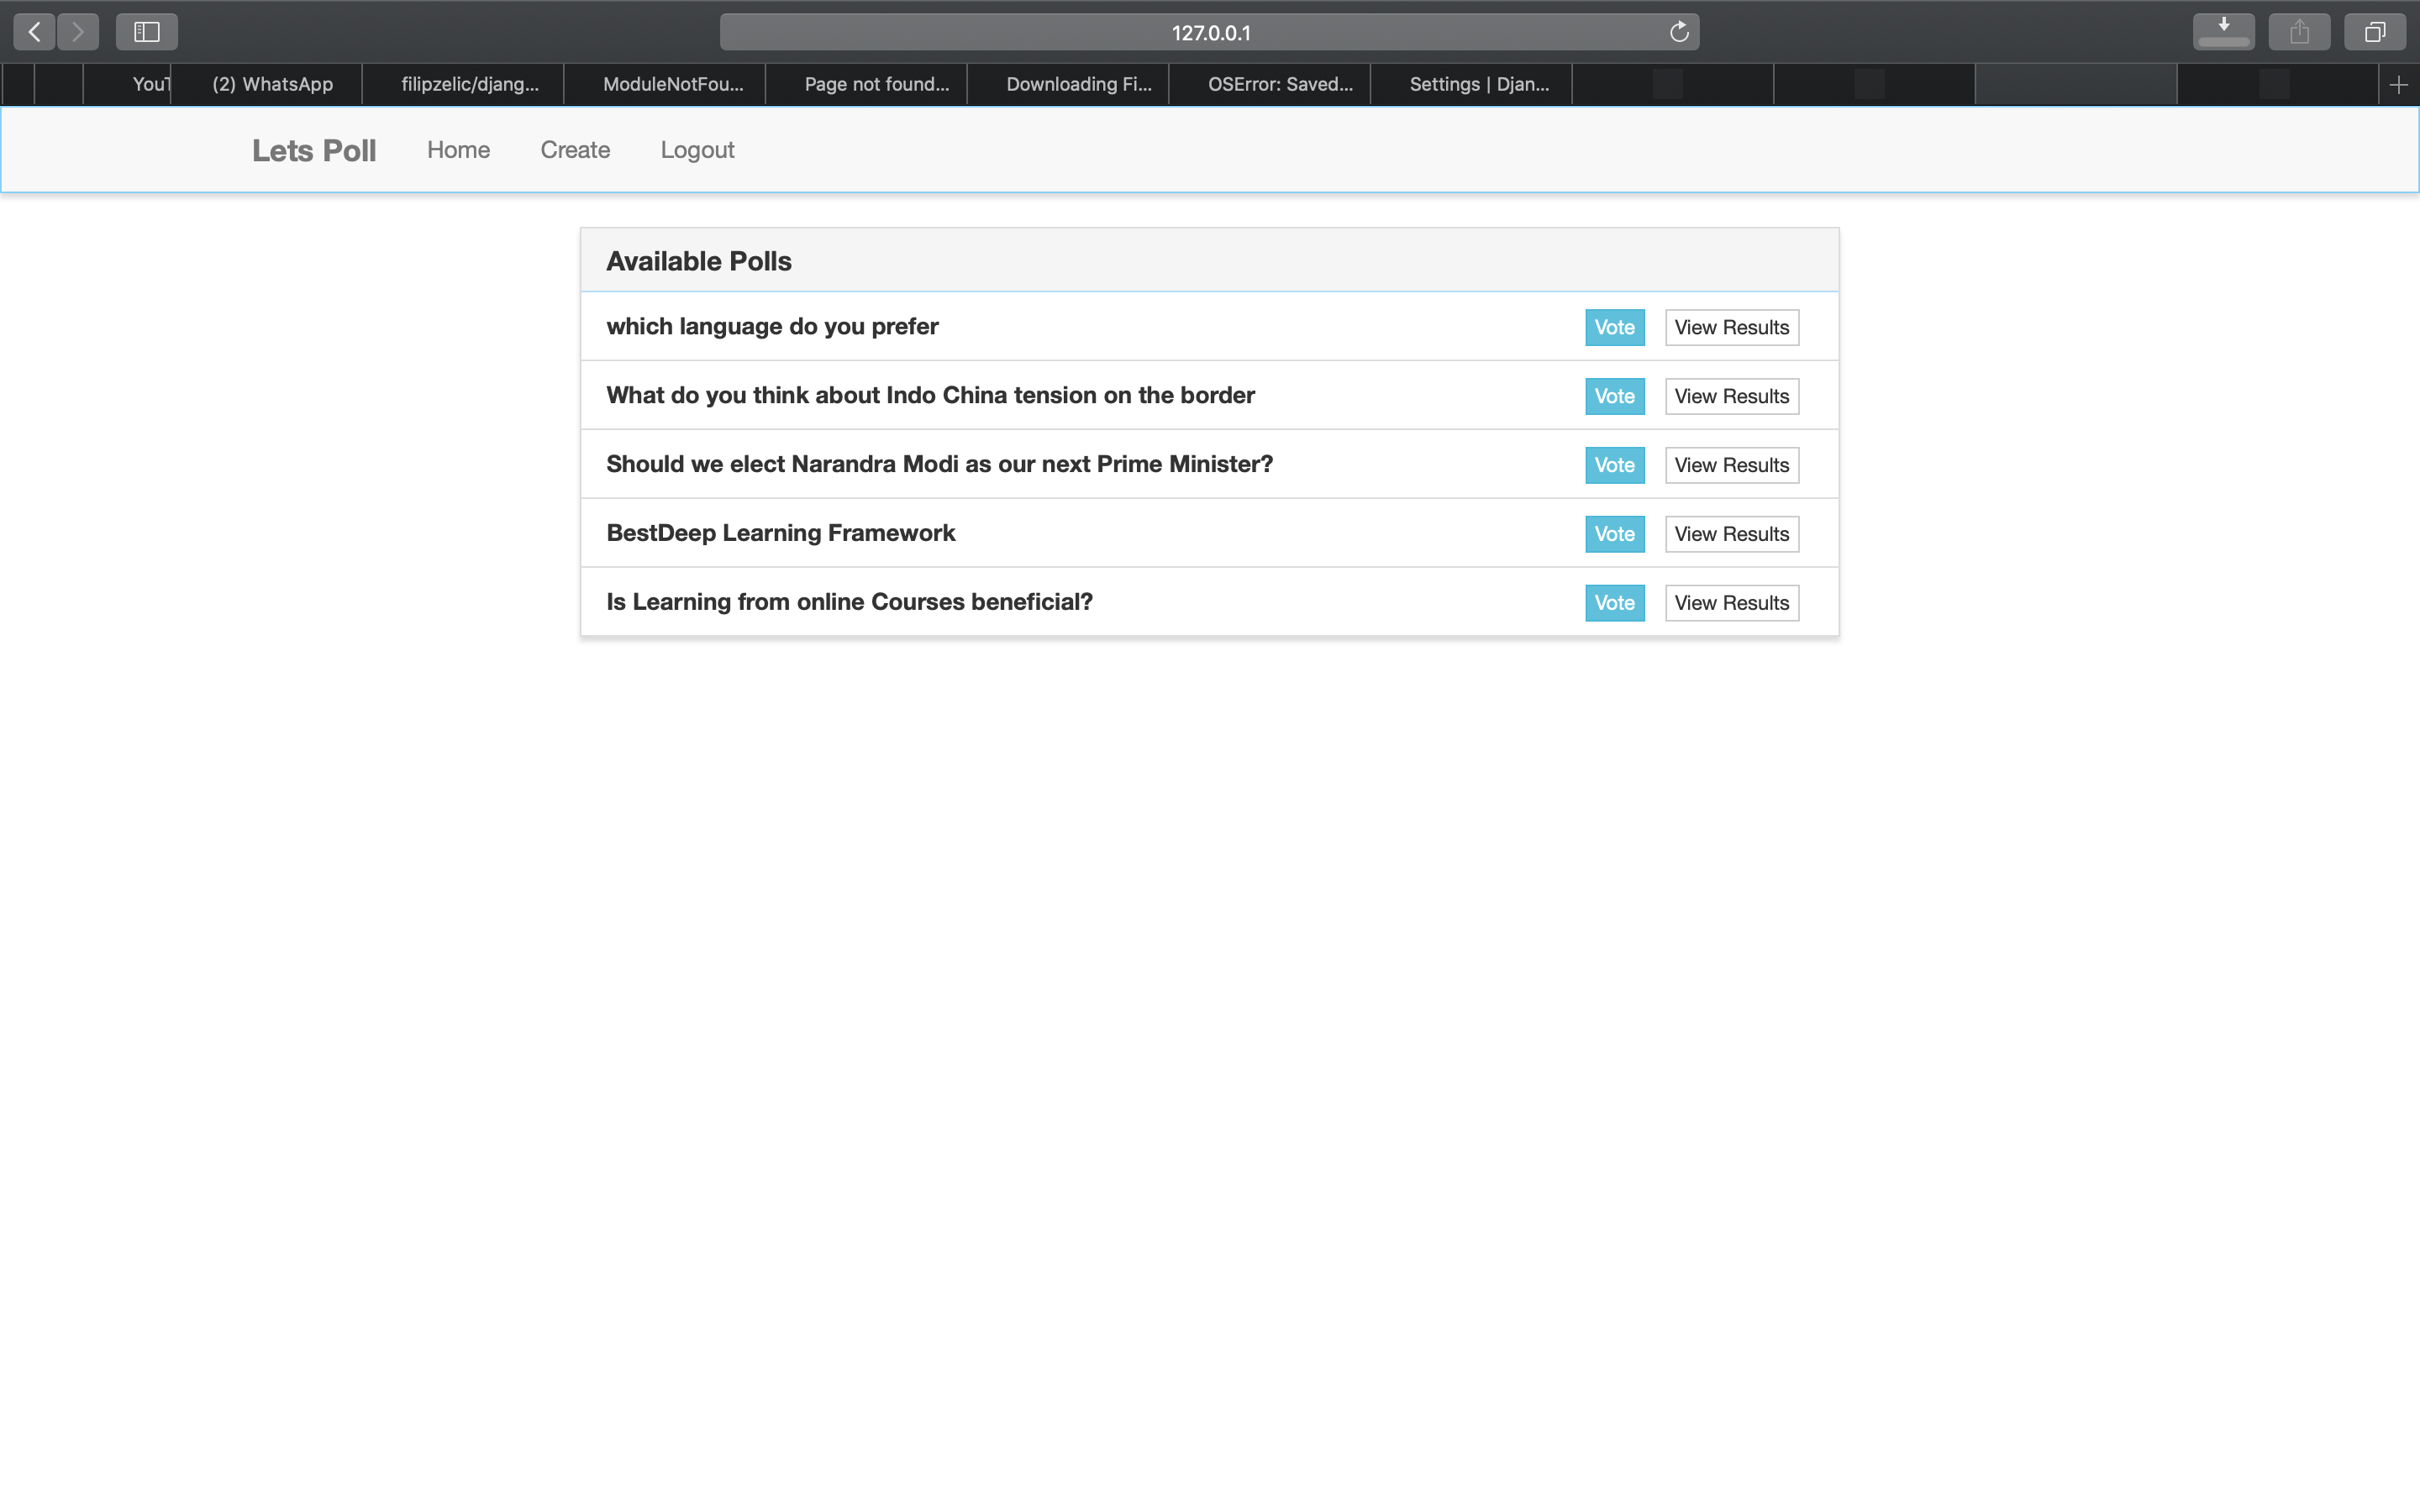 127.0.0.1
YouT (2) WhatsApp filipzelic/djang... ModuleNotFou... Page not found... Downloading Fi... OSError: Saved... Settings | Djan...
Lets Poll Home Create Logout
Available Polls
which language do you prefer Vote View Results
What do you think about Indo China tension on the border Vote View Results
Should we elect Narandra Modi as our next Prime Minister? Vote View Results
BestDeep Learning Framework Vote View Results
Is Learning from online Courses beneficial? Vote View Results